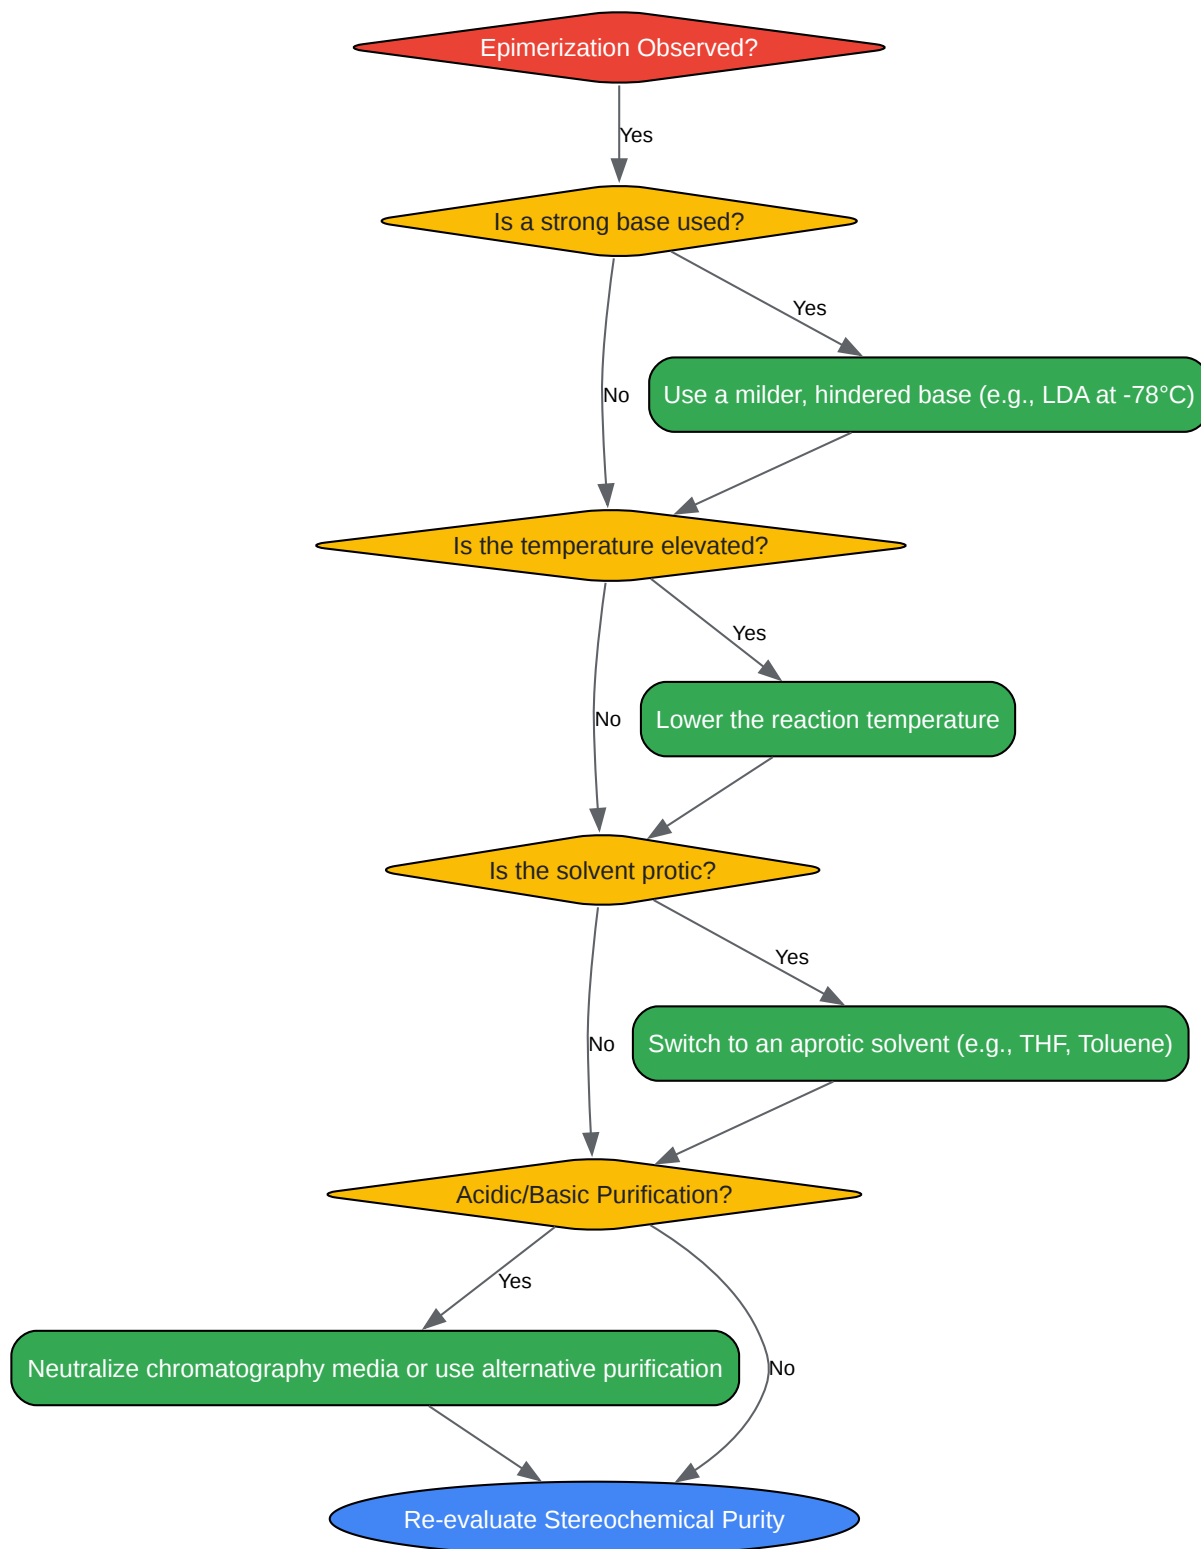 Epimerization Observed?
Yes
Is a strong base used?
Yes
No
Use a milder, hindered base (e.g., LDA at -78°C)
Is the temperature elevated?
Yes
No
Lower the reaction temperature
Is the solvent protic?
Yes
No
Switch to an aprotic solvent (e.g., THF, Toluene)
Acidic/Basic Purification?
Yes
No
Neutralize chromatography media or use alternative purification
Re-evaluate Stereochemical Purity